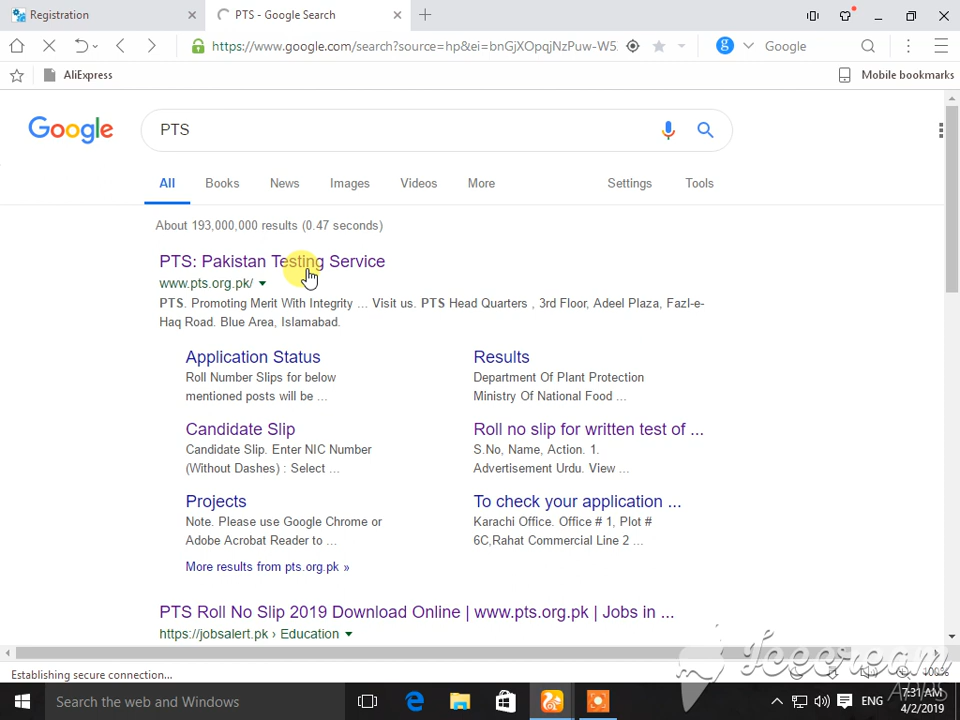 Registration
PTS - Google Search
https://www.google.com/search?source=hp&ei=bnGjXOpqjNzPuw-W5
Google
AliExpress
Mobile bookmarks
Google
PTS
All Books News Images Videos More Settings Tools
About 193,000,000 results (0.47 seconds)
PTS: Pakistan Testing Service
www.pts.org.pk/
PTS. Promoting Merit With Integrity ... Visit us. PTS Head Quarters , 3rd Floor, Adeel Plaza, Fazl-e-
Haq Road. Blue Area, Islamabad.
Application Status
Roll Number Slips for below
mentioned posts will be ...
Results
Department Of Plant Protection
Ministry Of National Food ...
Candidate Slip
Candidate Slip. Enter NIC Number
(Without Dashes) : Select ...
Roll no slip for written test of ...
S.No, Name, Action. 1.
Advertisement Urdu. View ...
Projects
Note. Please use Google Chrome or
Adobe Acrobat Reader to ...
To check your application ...
Karachi Office. Office # 1, Plot #
6C,Rahat Commercial Line 2 ...
More results from pts.org.pk »
PTS Roll No Slip 2019 Download Online | www.pts.org.pk | Jobs in ...
https://jobsalert.pk › Education
Establishing secure connection...
100%
Icecream
Apps
Search the web and Windows
ENG
7:31 AM
4/2/2019